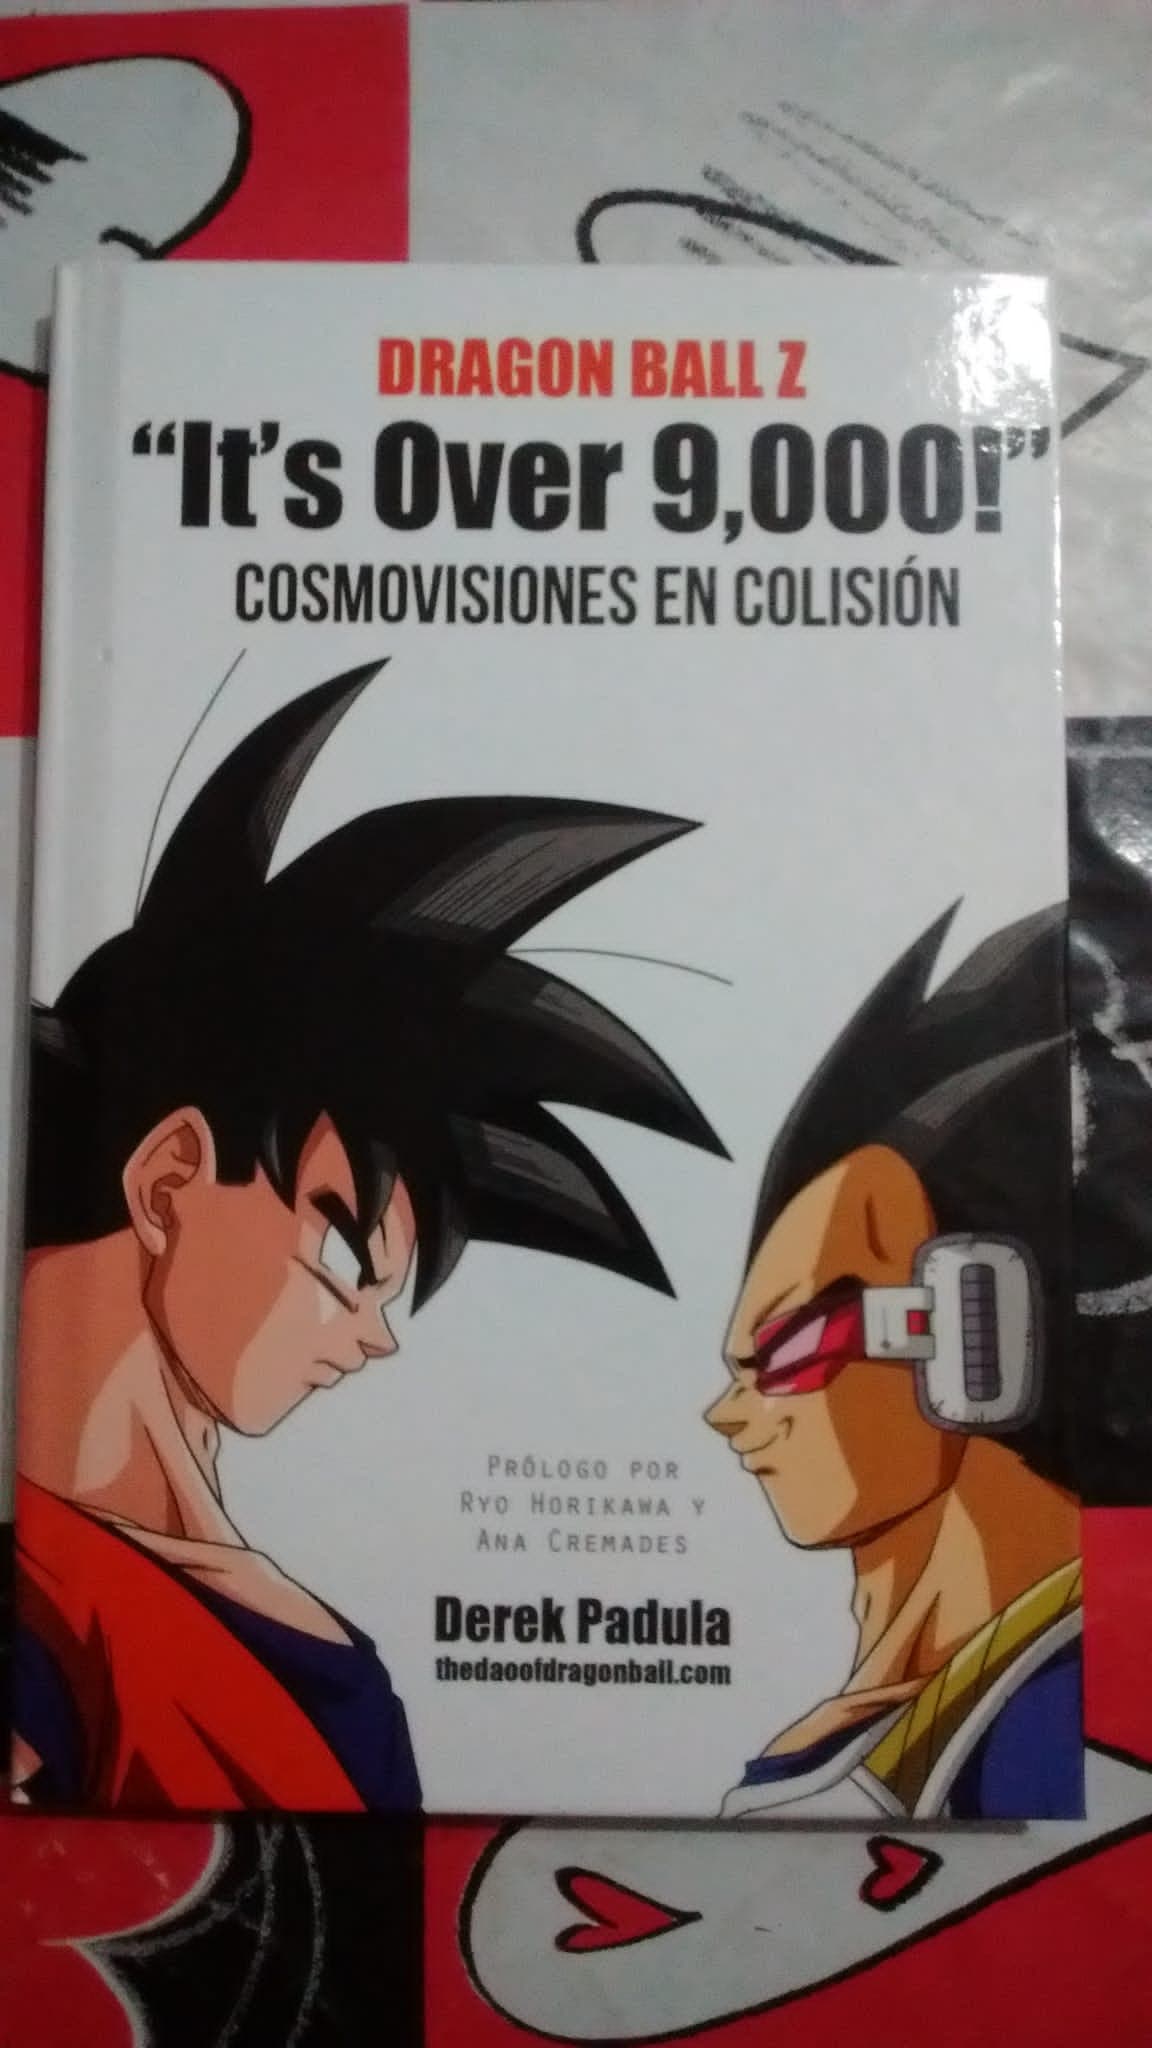 DRAGON BALL Z
“It’s Over 9,000!”
COSMOVISIONES EN COLISIÓN
PRÓLOGO POR
RYO HORIKAWA Y
ANA CREMADES
Derek Padula
thedaoofdragonball.com